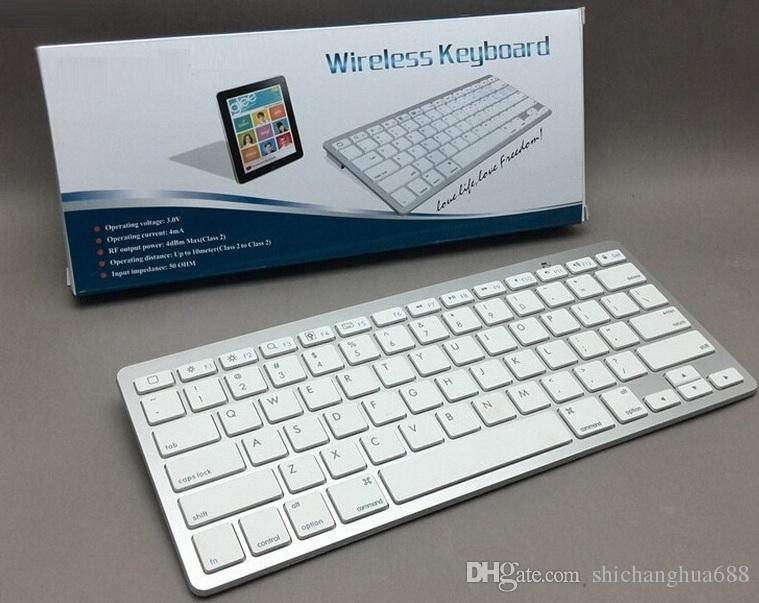 Wireless Keyboard
glee
Love life, love Freedom!
Operating voltage: 3.0V
Operating current: 4mA
RF output power: 4dBm Max(Class 2)
Operating distance: Up to 10meter(Class 2 to Class 2)
Input impedance: 50 OHM
F1 F2 F3 F4 F5 F6 F7 F8 F9 F10 F11 F12
~ ! @ # $ % ^ & * ( ) _ +
- 1 2 3 4 5 6 7 8 9 0 - =
tab Q W E R T Y U I O P
caps lock A S D F G H J K L enter
return
shift Z X C V B N M < > ? shift
, . /
fn control alt option ⌘ command ⌘ command alt option
DHgate.com shichanghua688